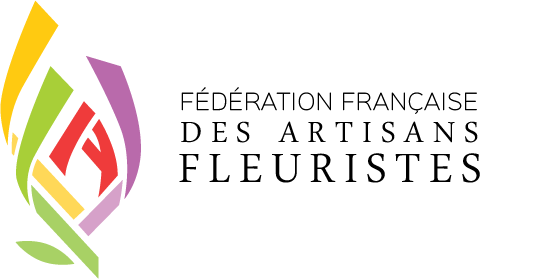 FÉDÉRATION FRANÇAISE
DES ARTISANS
FLEURISTES